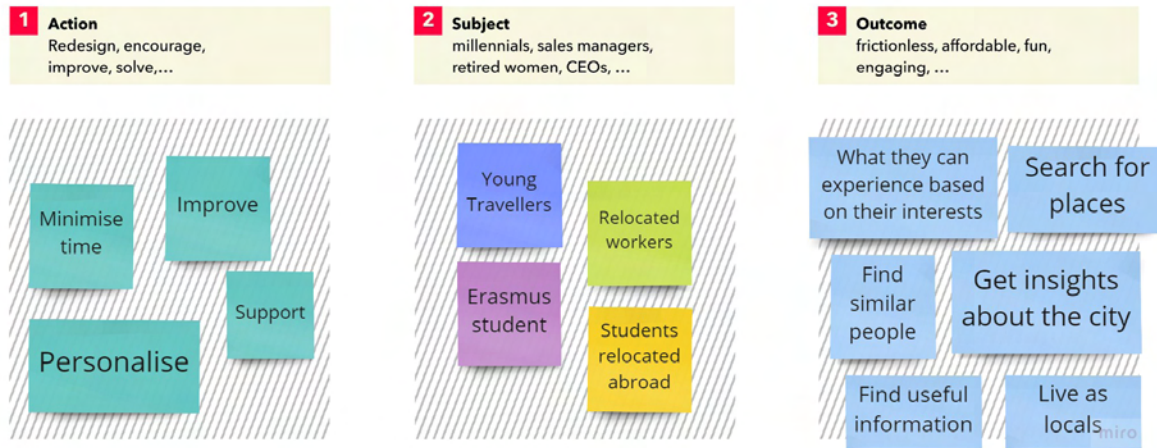 1 Action
Redesign, encourage,
improve, solve,...
2 Subject
millennials, sales managers,
retired women, CEOs, ...
3 Outcome
frictionless, affordable, fun,
engaging, ...
Minimise
time
Improve
Support
Personalise
Young
Travellers
Relocated
workers
Erasmus
student
Students
relocated
abroad
What they can
experience based
on their interests
Search for
places
Find
similar
people
Get insights
about the city
Find useful
information
Live as
locals
miro